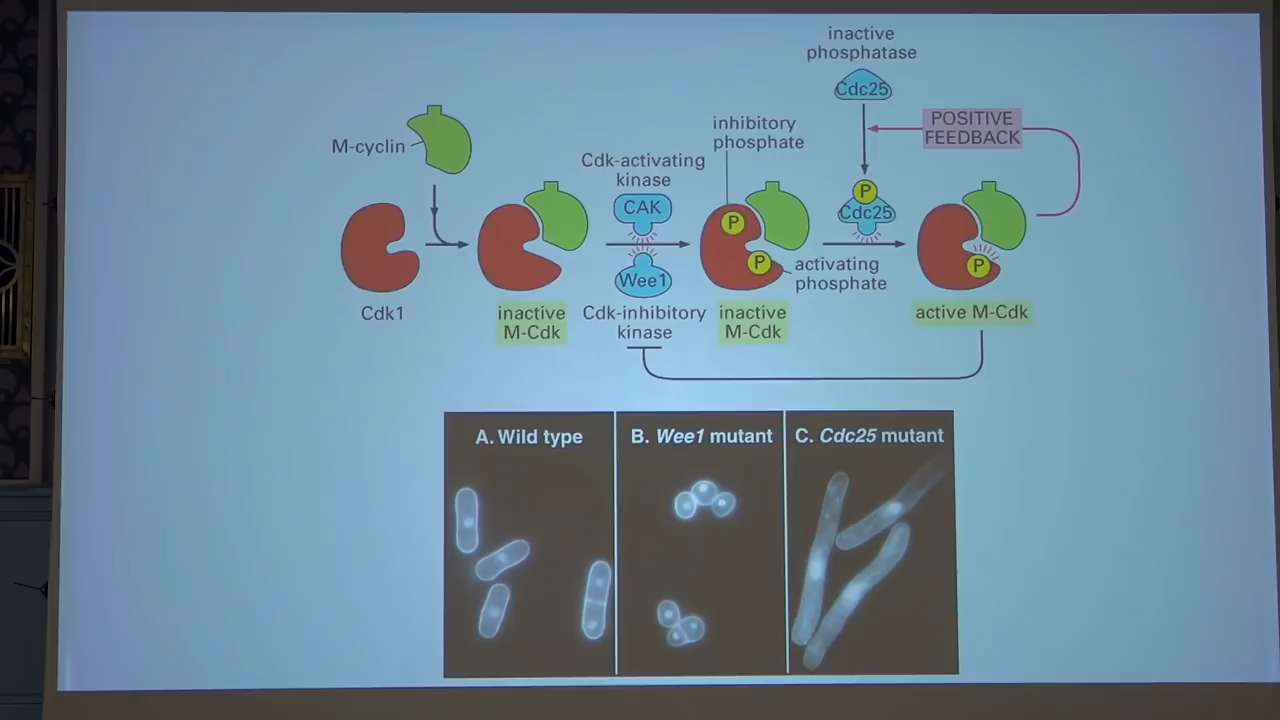 inactive
phosphatase
Cdc25
POSITIVE
FEEDBACK
inhibitory
phosphate
M-cyclin
Cdk-activating
kinase
CAK
P
P
Cdc25
P
P
P
Wee1
activating
phosphate
Cdk1
inactive
M-Cdk
Cdk-inhibitory
kinase
inactive
M-Cdk
active M-Cdk
A. Wild type
B. Wee1 mutant
C. Cdc25 mutant